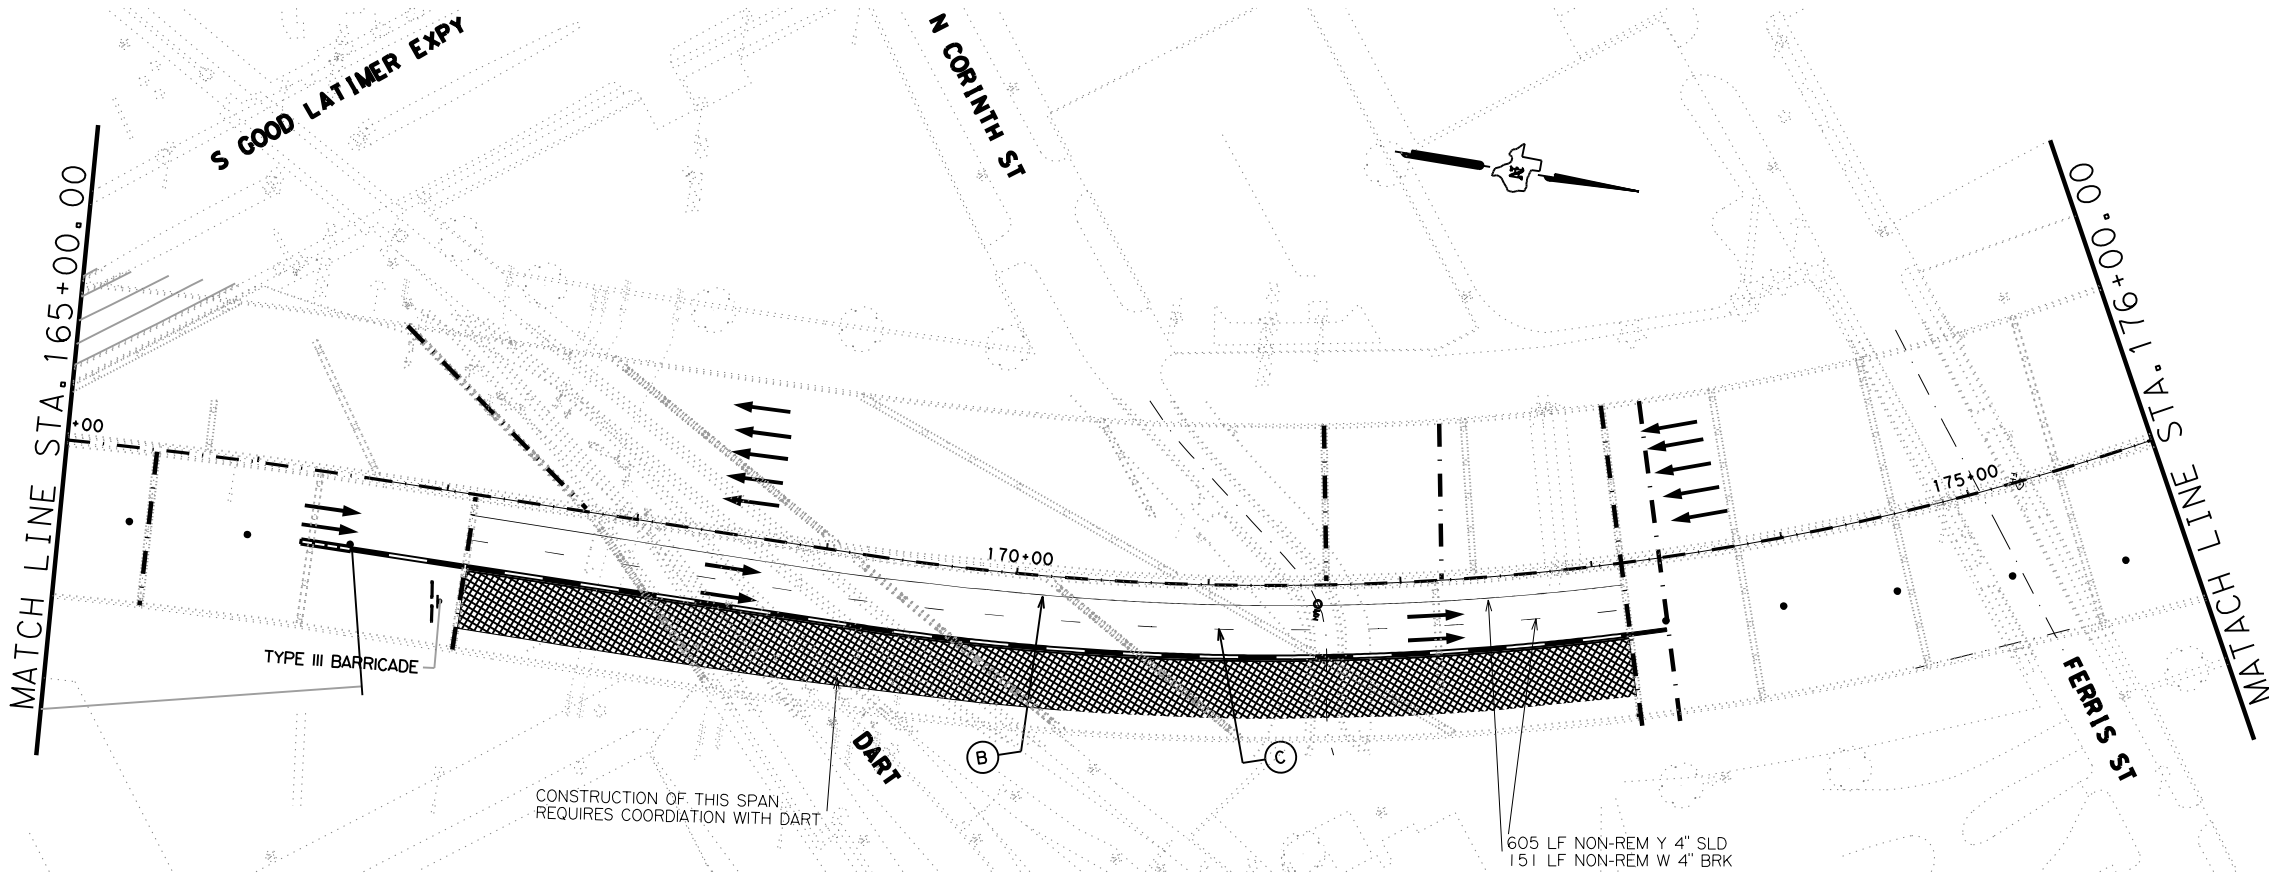 S GOOD LATIMER EXPY
N CORINTH ST
MATCH LINE STA. 165+00.00
MATACH LINE STA. 176+00.00
+00
170+00
175+00
TYPE III BARRICADE
DART
B
C
FERRIS ST
CONSTRUCTION OF THIS SPAN
REQUIRES COORDIATION WITH DART
605 LF NON-REM Y 4" SLD
151 LF NON-REM W 4" BRK